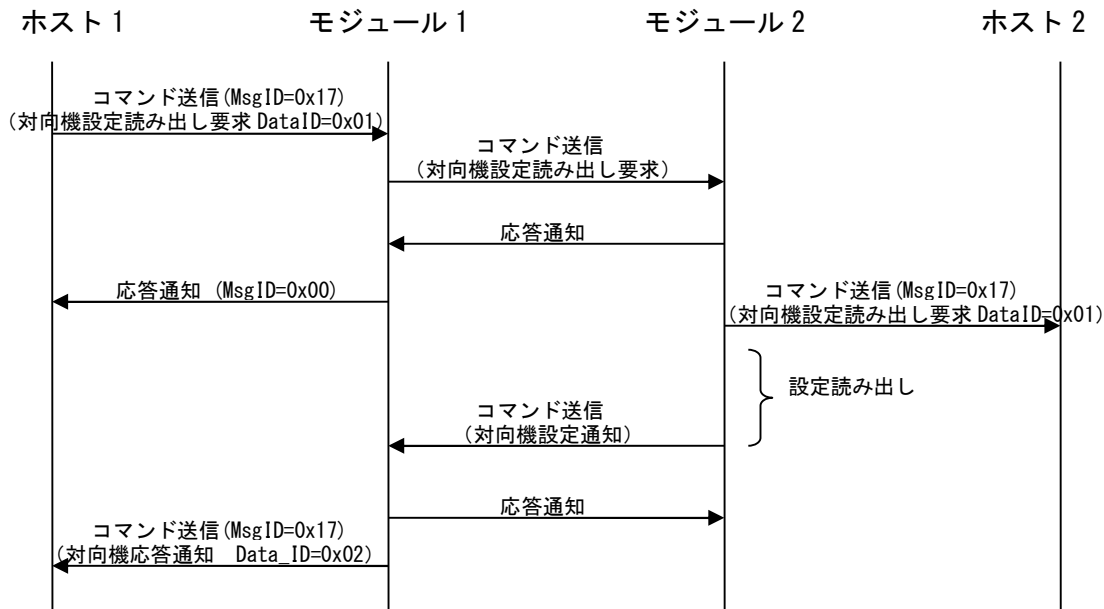 ホスト1 モジュール1 モジュール2 ホスト2
コマンド送信(MsgID=0x17)
(対向機設定読み出し要求 DataID=0x01)
コマンド送信
(対向機設定読み出し要求)
応答通知
応答通知 (MsgID=0x00)
コマンド送信(MsgID=0x17)
(対向機設定読み出し要求 DataID=0x01)
設定読み出し
コマンド送信
(対向機設定通知)
応答通知
コマンド送信(MsgID=0x17)
(対向機応答通知 Data_ID=0x02)